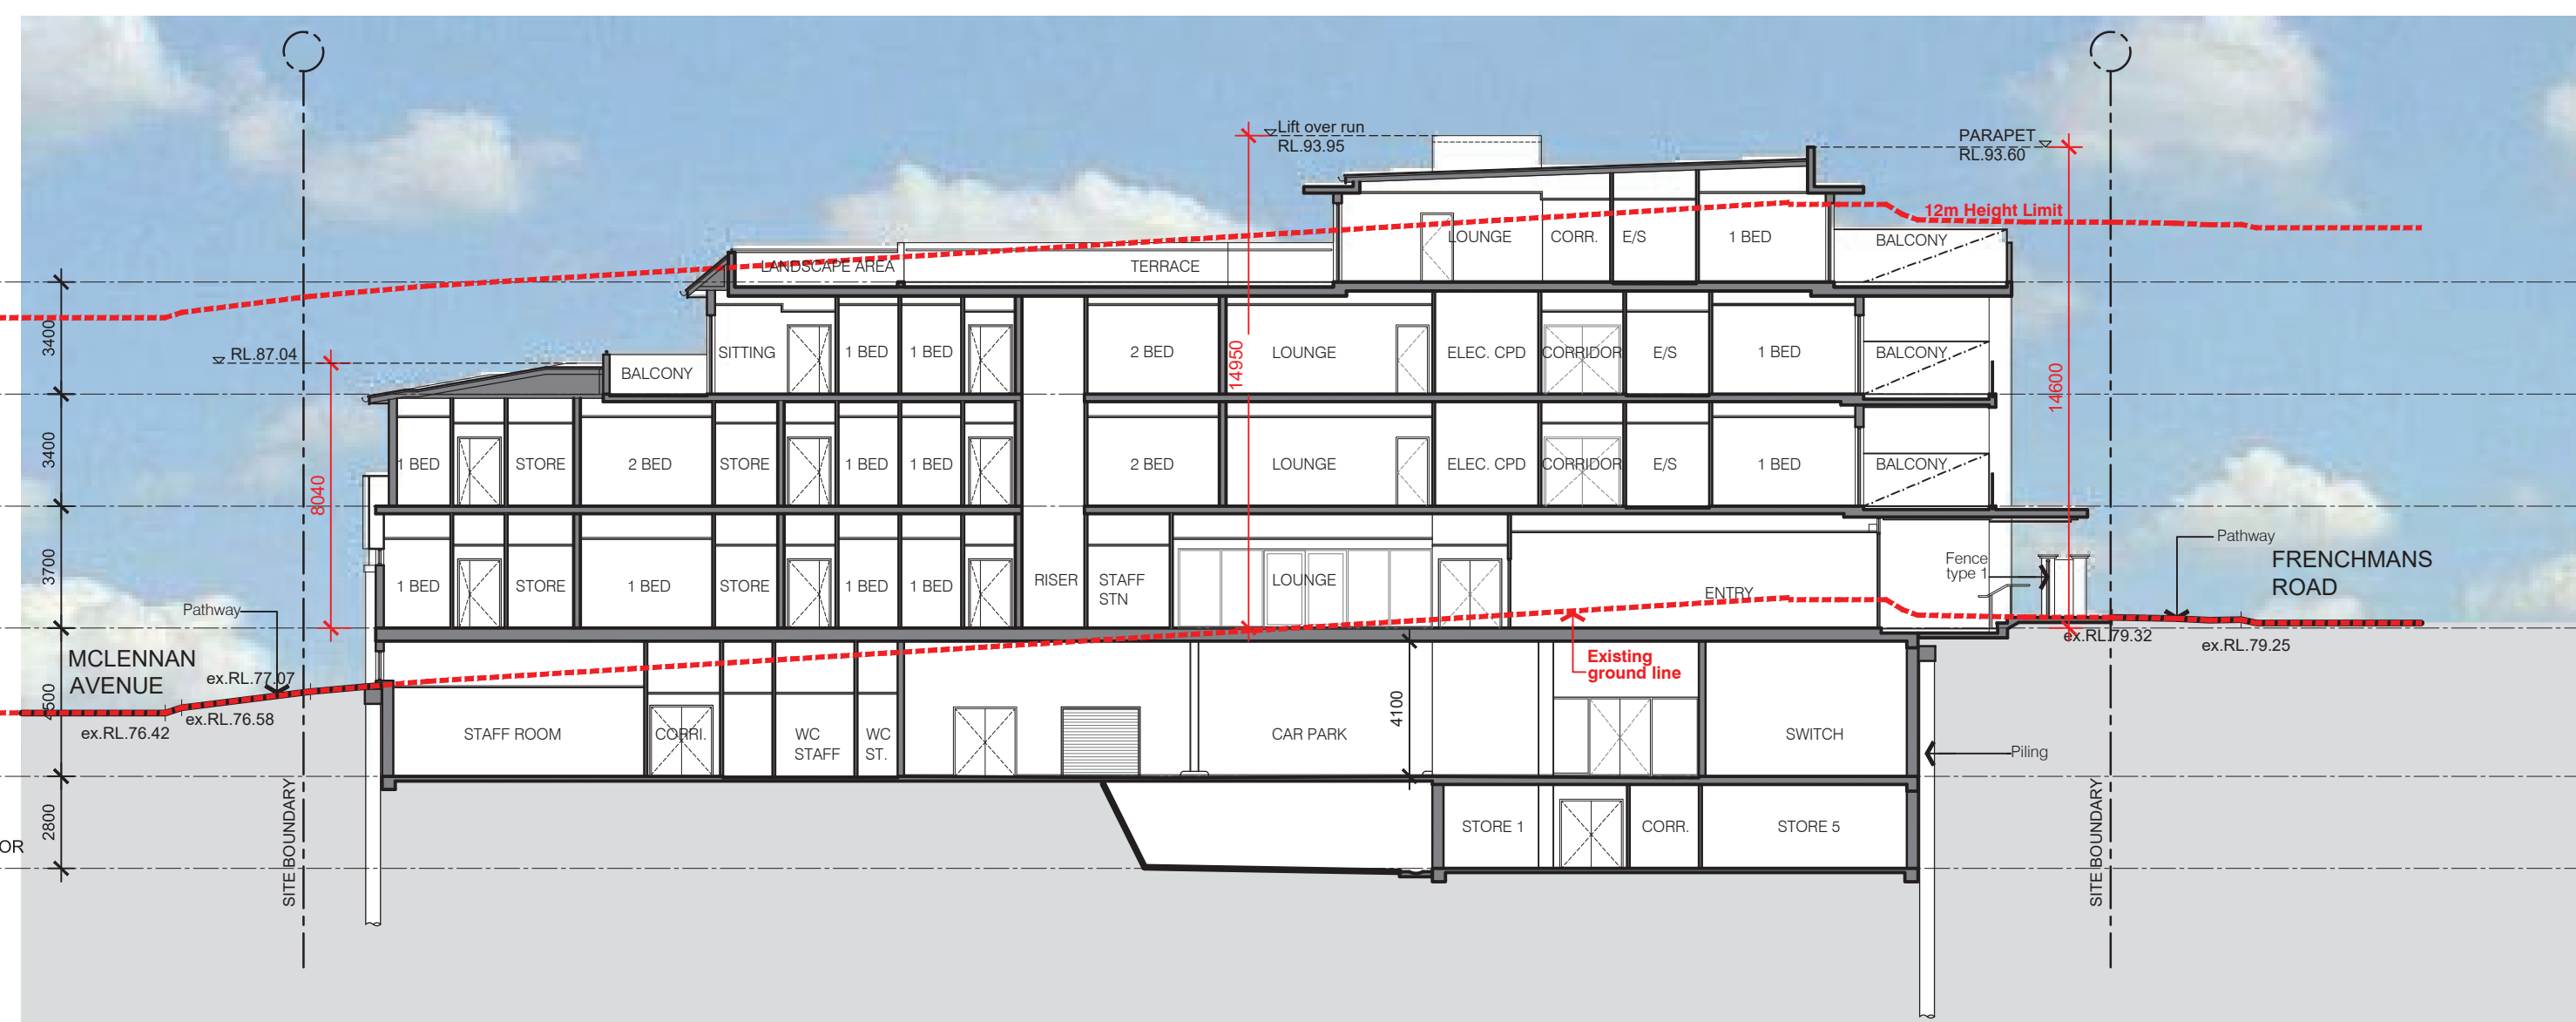 Lift over run
RL.93.95
PARAPET
RL.93.60
12m Height Limit
LOUNGE
CORR.
E/S
1 BED
BALCONY
LANDSCAPE AREA
TERRACE
3400
RL.87.04
BALCONY
SITTING
1 BED
1 BED
2 BED
14950
LOUNGE
ELEC. CPD
CORRIDOR
E/S
1 BED
BALCONY
14600
3400
8040
1 BED
STORE
2 BED
STORE
1 BED
1 BED
2 BED
LOUNGE
ELEC. CPD
CORRIDOR
E/S
1 BED
BALCONY
3700
1 BED
STORE
1 BED
STORE
1 BED
1 BED
RISER
STAFF
STN
LOUNGE
ENTRY
Fence
type 1
Pathway
FRENCHMANS
ROAD
Pathway
MCLENNAN
AVENUE
ex.RL.77.07
ex.RL.76.58
ex.RL.76.42
ex.RL.79.32
ex.RL.79.25
Existing
ground line
4500
STAFF ROOM
CORRI.
WC
STAFF
WC
ST.
CAR PARK
4100
SWITCH
Piling
2800
OR
SITE BOUNDARY
STORE 1
CORR.
STORE 5
SITE BOUNDARY